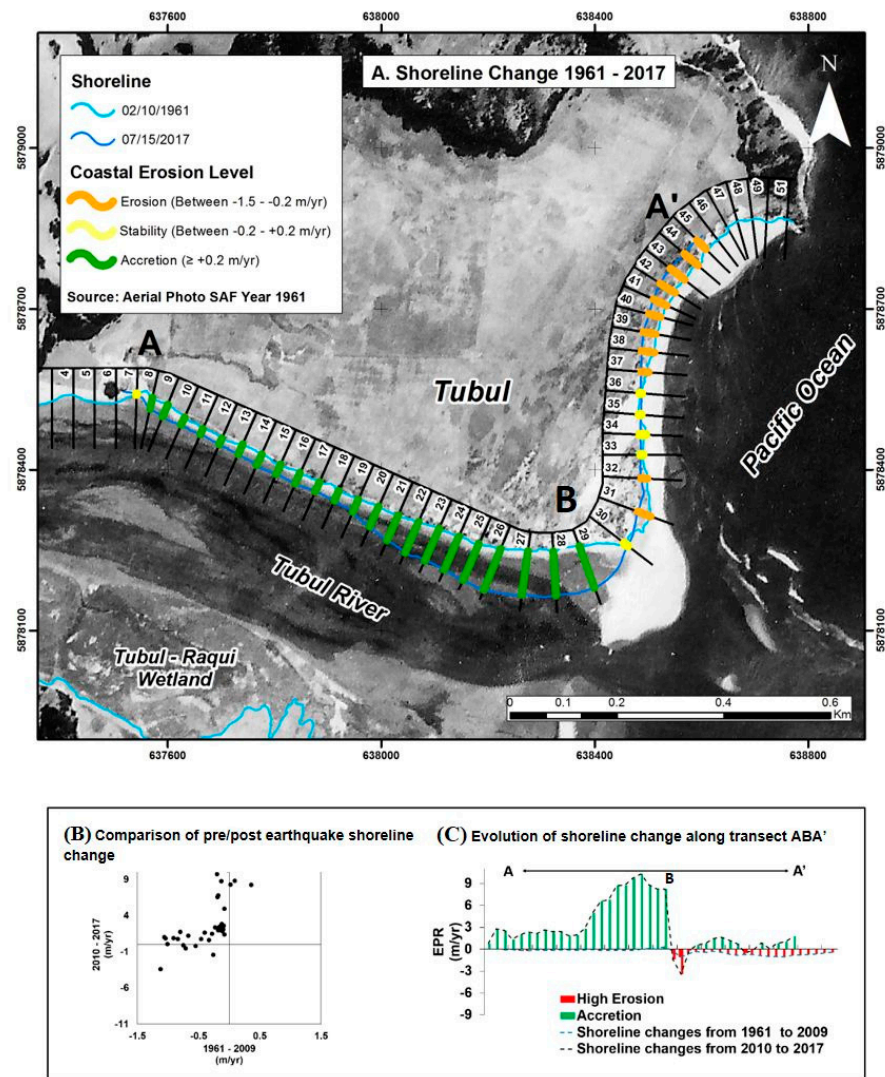 637600 638000 638400 638800
A. Shoreline Change 1961 - 2017
N
Shoreline
02/10/1961
07/15/2017
Coastal Erosion Level
Erosion (Between -1.5 - -0.2 m/yr)
Stability (Between -0.2 - +0.2 m/yr)
Accretion (≥ +0.2 m/yr)
Source: Aerial Photo SAF Year 1961
5879000 5879000
5878700 5878700
5878400 5878400
5878100 5878100
A
B
A'
4 5 6 7 8 9 10 11 12 13 14 15 16 17 18 19 20 21 22 23 24 25 26 27 28 29 30 31 32 33 34 35 36 37 38 39 40 41 42 43 44 45 46 47 48 49 51
Tubul
Pacific Ocean
Tubul River
Tubul - Raqui
Wetland
0 0.1 0.2 0.4 0.6
Km
637600 638000 638400 638800
(B) Comparison of pre/post earthquake shoreline
change
9
4
-1
-6
-11
2010 - 2017
(m/yr)
-1.5 -0.5 0.5 1.5
1961 - 2009
(m/yr)
(C) Evolution of shoreline change along transect ABA'
A B A'
9
6
3
0
-3
-6
-9
EPR
(m/yr)
High Erosion
Accretion
Shoreline changes from 1961 to 2009
Shoreline changes from 2010 to 2017